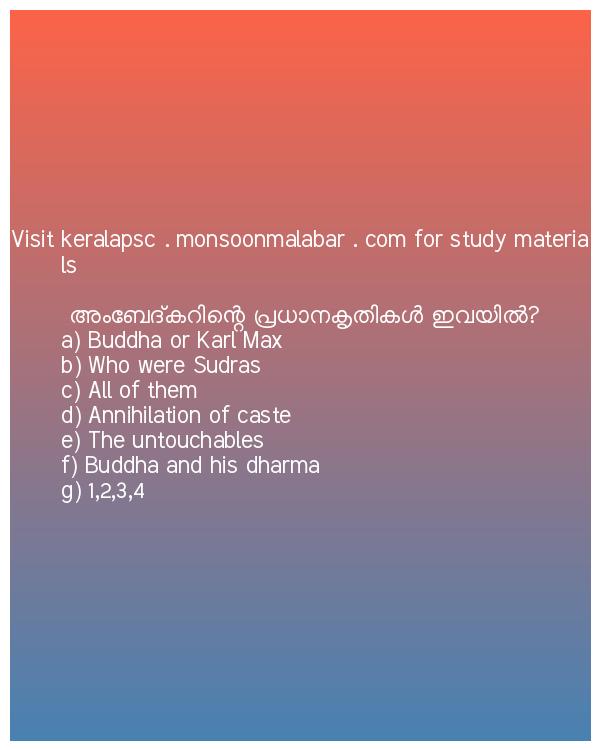 Visit keralapsc . monsoonmalabar . com for study materia
ls
അംബേദ്കറിന്റെ പ്രധാനകൃതികൾ ഇവയിൽ?
a) Buddha or Karl Max
b) Who were Sudras
c) All of them
d) Annihilation of caste
e) The untouchables
f) Buddha and his dharma
g) 1,2,3,4